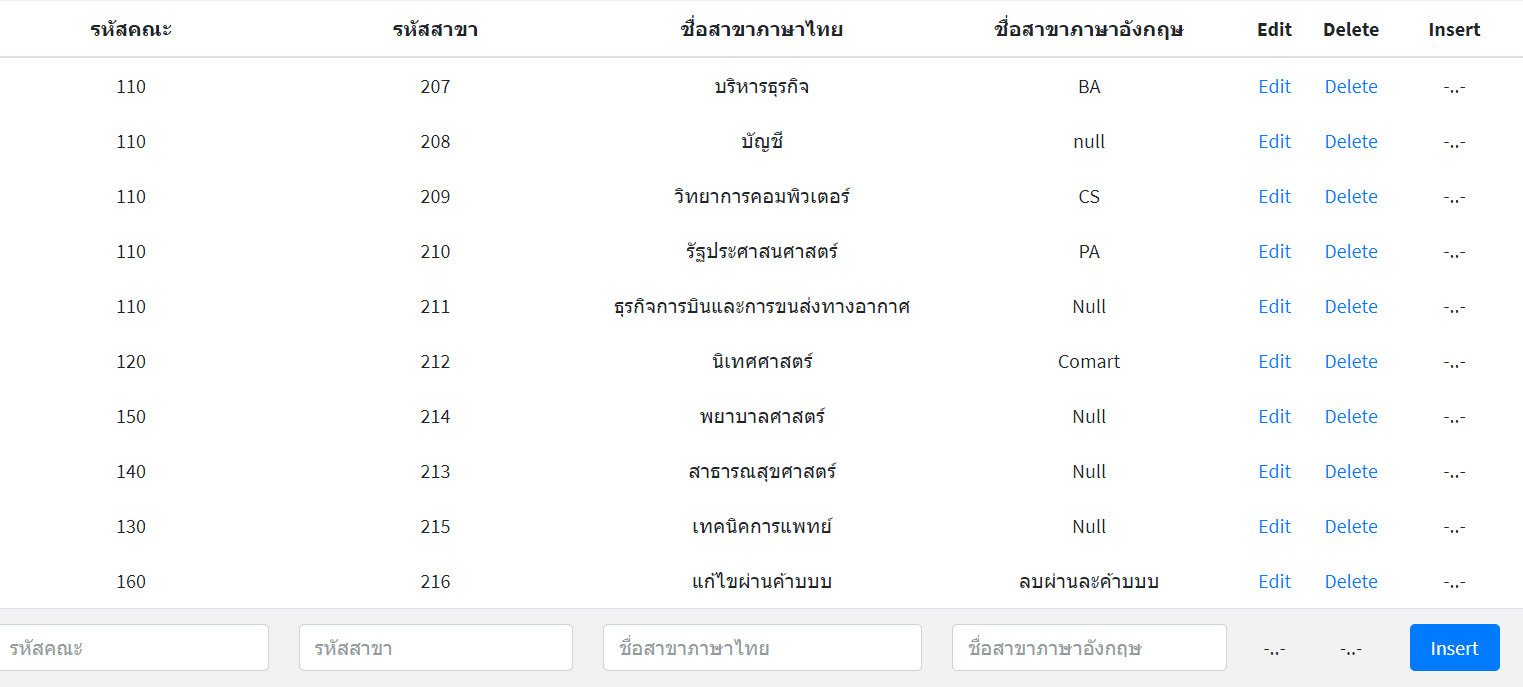 รหัสคณะ รหัสสาขา ชื่อสาขาภาษาไทย ชื่อสาขาภาษาอังกฤษ Edit Delete Insert
110 207 บริหารธุรกิจ BA Edit Delete -..-
110 208 บัญชี null Edit Delete -..-
110 209 วิทยาการคอมพิวเตอร์ CS Edit Delete -..-
110 210 รัฐประศาสนศาสตร์ PA Edit Delete -..-
110 211 ธุรกิจการบินและการขนส่งทางอากาศ Null Edit Delete -..-
120 212 นิเทศศาสตร์ Comart Edit Delete -..-
150 214 พยาบาลศาสตร์ Null Edit Delete -..-
140 213 สาธารณสุขศาสตร์ Null Edit Delete -..-
130 215 เทคนิคการแพทย์ Null Edit Delete -..-
160 216 แก้ไขผ่านค้าบบบ ลบผ่านละค้าบบบ Edit Delete -..-
รหัสคณะ รหัสสาขา ชื่อสาขาภาษาไทย ชื่อสาขาภาษาอังกฤษ -..- -..- Insert